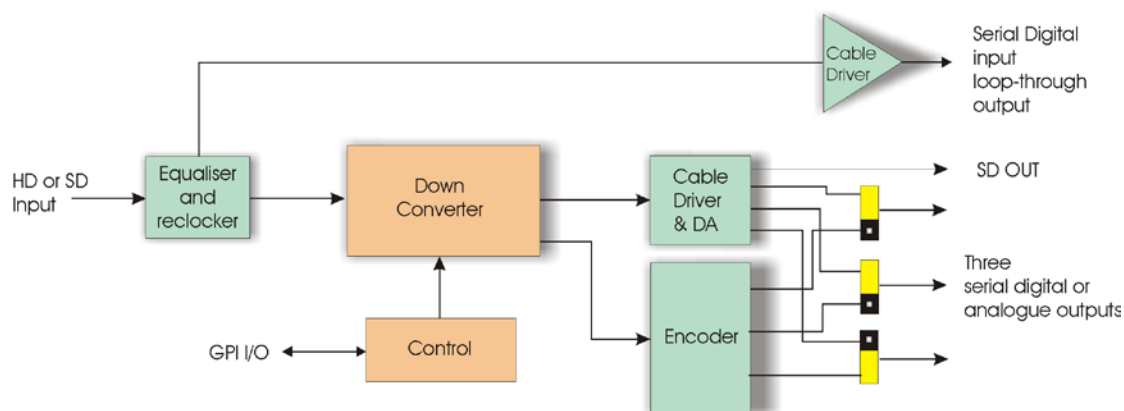 Cable
Driver
Serial Digital
input
loop-through
output
HD or SD
Input
Equaliser
and
reclocker
Down
Converter
Cable
Driver
& DA
SD OUT
Three
serial digital or
analogue outputs
Encoder
GPI I/O
Control